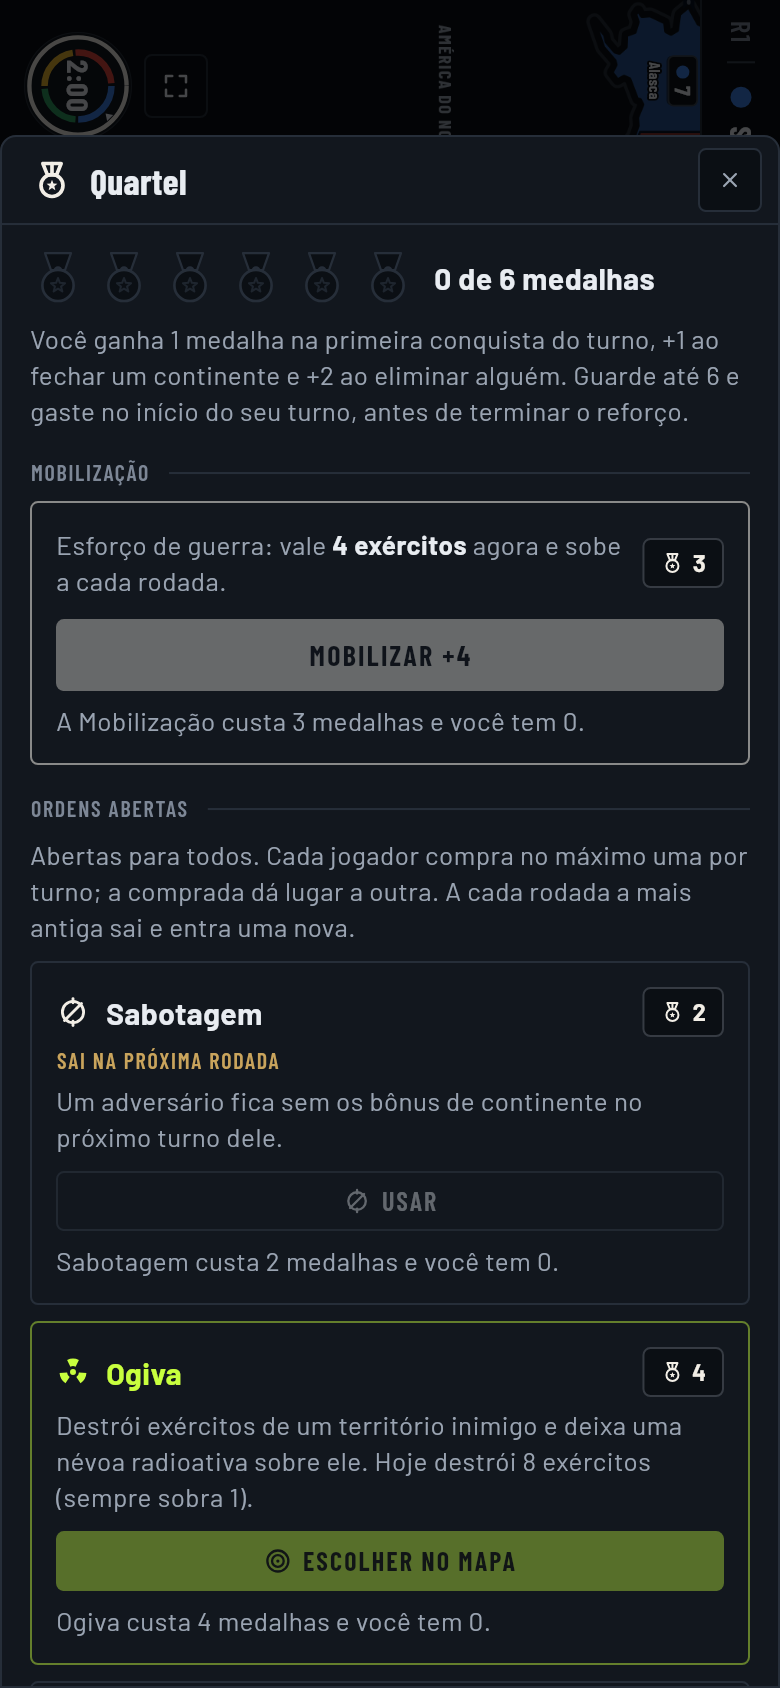 2:00
AMÉRICA DO NO
Alasca
7
R1
Quartel
0 de 6 medalhas
Você ganha 1 medalha na primeira conquista do turno, +1 ao
fechar um continente e +2 ao eliminar alguém. Guarde até 6 e
gaste no início do seu turno, antes de terminar o reforço.
MOBILIZAÇÃO
Esforço de guerra: vale 4 exércitos agora e sobe
a cada rodada.
3
MOBILIZAR +4
A Mobilização custa 3 medalhas e você tem 0.
ORDENS ABERTAS
Abertas para todos. Cada jogador compra no máximo uma por
turno; a comprada dá lugar a outra. A cada rodada a mais
antiga sai e entra uma nova.
Sabotagem
2
SAI NA PRÓXIMA RODADA
Um adversário fica sem os bônus de continente no
próximo turno dele.
USAR
Sabotagem custa 2 medalhas e você tem 0.
Ogiva
4
Destrói exércitos de um território inimigo e deixa uma
névoa radioativa sobre ele. Hoje destrói 8 exércitos
(sempre sobra 1).
ESCOLHER NO MAPA
Ogiva custa 4 medalhas e você tem 0.